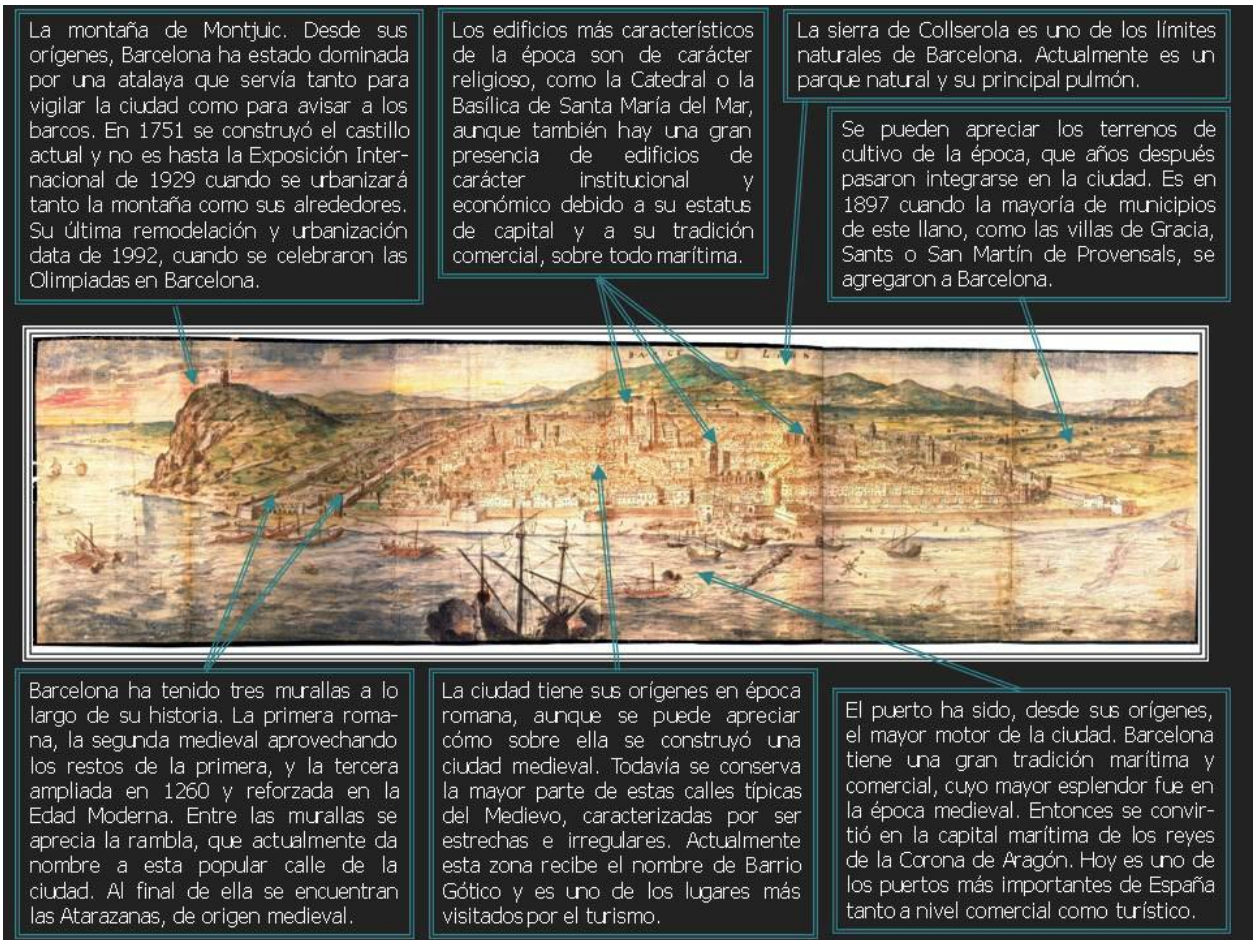 La montaña de Montjuic. Desde sus
orígenes, Barcelona ha estado dominada
por una atalaya que servía tanto para
vigilar la ciudad como para avisar a los
barcos. En 1751 se construyó el castillo
actual y no es hasta la Exposición Inter-
nacional de 1929 cuando se urbanizará
tanto la montaña como sus alrededores.
Su última remodelación y urbanización
data de 1992, cuando se celebraron las
Olimpiadas en Barcelona.
Los edificios más característicos
de la época son de carácter
religioso, como la Catedral o la
Basílica de Santa María del Mar,
aunque también hay una gran
presencia de edificios de
carácter institucional y
económico debido a su estatus
de capital y a su tradición
comercial, sobre todo marítima.
La sierra de Collserola es uno de los límites
naturales de Barcelona. Actualmente es un
parque natural y su principal pulmón.
Se pueden apreciar los terrenos de
cultivo de la época, que años después
pasaron integrarse en la ciudad. Es en
1897 cuando la mayoría de municipios
de este llano, como las villas de Gracia,
Sants o San Martín de Provensals, se
agregaron a Barcelona.
Barcelona ha tenido tres murallas a lo
largo de su historia. La primera roma-
na, la segunda medieval aprovechando
los restos de la primera, y la tercera
ampliada en 1260 y reforzada en la
Edad Moderna. Entre las murallas se
aprecia la rambla, que actualmente da
nombre a esta popular calle de la
ciudad. Al final de ella se encuentran
las Atarazanas, de origen medieval.
La ciudad tiene sus orígenes en época
romana, aunque se puede apreciar
cómo sobre ella se construyó una
ciudad medieval. Todavía se conserva
la mayor parte de estas calles típicas
del Medievo, caracterizadas por ser
estrechas e irregulares. Actualmente
esta zona recibe el nombre de Barrio
Gótico y es uno de los lugares más
visitados por el turismo.
El puerto ha sido, desde sus orígenes,
el mayor motor de la ciudad. Barcelona
tiene una gran tradición marítima y
comercial, cuyo mayor esplendor fue en
la época medieval. Entonces se convir-
tió en la capital marítima de los reyes
de la Corona de Aragón. Hoy es uno de
los puertos más importantes de España
tanto a nivel comercial como turístico.